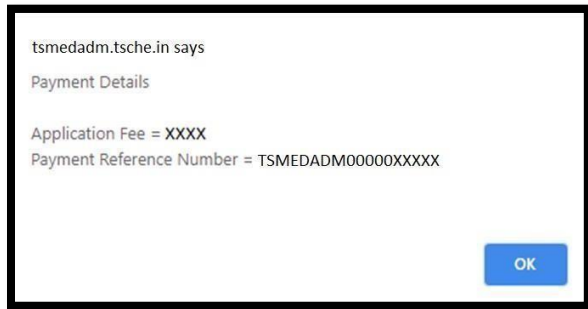 tsmedadm.tsche.in says
Payment Details
Application Fee = XXXX
Payment Reference Number = TSMEDADM00000XXXXX
OK